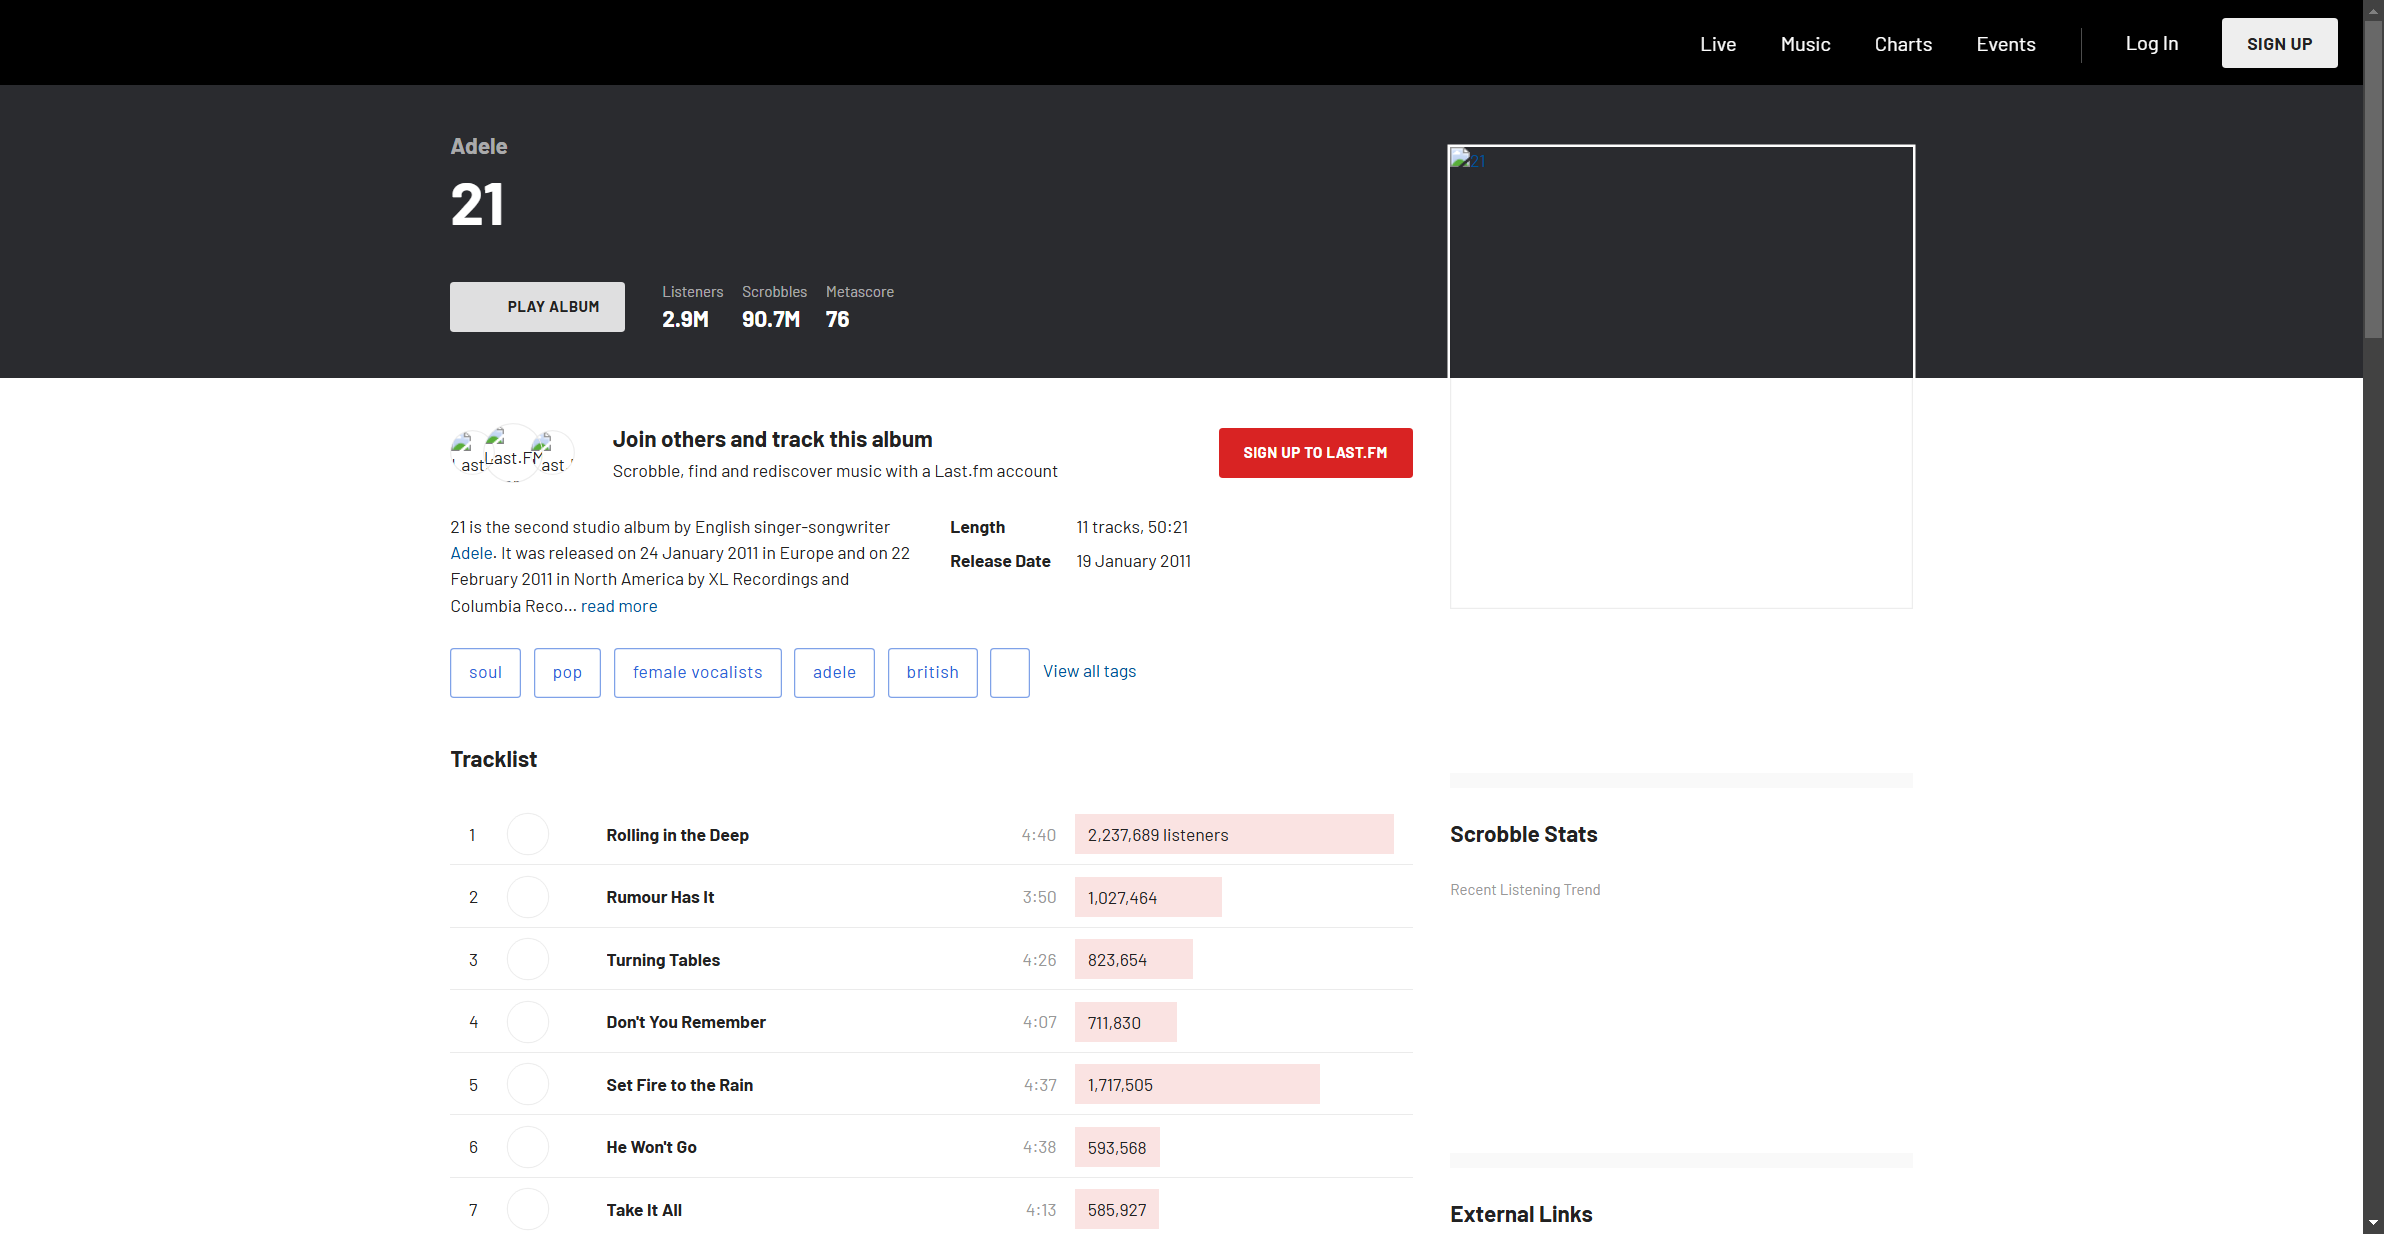 Live Music Charts Events Log In SIGN UP
Adele
21
PLAY ALBUM
Listeners Scrobbles Metascore
2.9M 90.7M 76
21
Last.FM
Join others and track this album
Scrobble, find and rediscover music with a Last.fm account
SIGN UP TO LAST.FM
21 is the second studio album by English singer-songwriter
Adele. It was released on 24 January 2011 in Europe and on 22
February 2011 in North America by XL Recordings and
Columbia Reco... read more
Length 11 tracks, 50:21
Release Date 19 January 2011
soul pop female vocalists adele british View all tags
Tracklist
1 Rolling in the Deep 4:40 2,237,689 listeners
2 Rumour Has It 3:50 1,027,464
3 Turning Tables 4:26 823,654
4 Don't You Remember 4:07 711,830
5 Set Fire to the Rain 4:37 1,717,505
6 He Won't Go 4:38 593,568
7 Take It All 4:13 585,927
Scrobble Stats
Recent Listening Trend
External Links